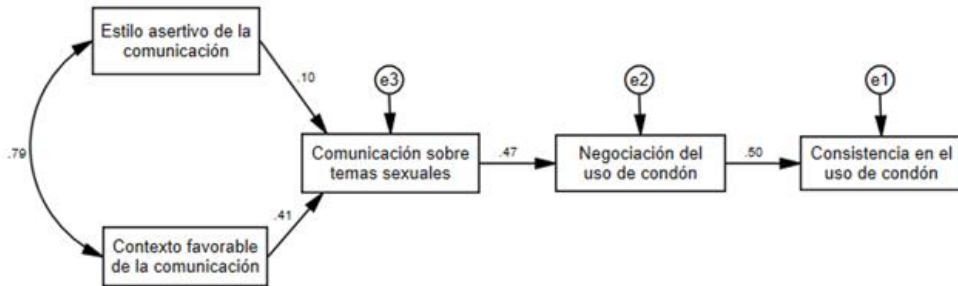 Estilo asertivo de la
comunicación
.10
e3
e2
e1
.79
Comunicación sobre
temas sexuales
.47
Negociación del
uso de condón
.50
Consistencia en el
uso de condón
.41
Contexto favorable
de la comunicación